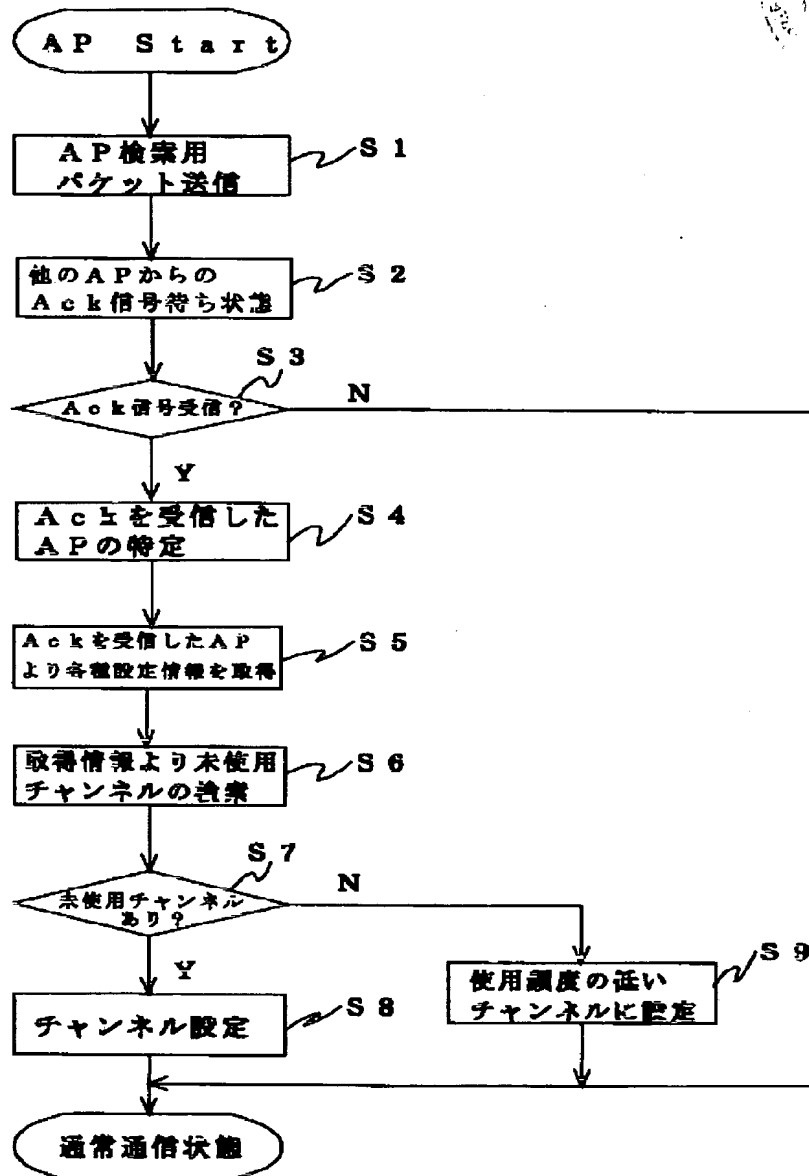 AP Start
AP検索用
パケット送信
S1
他のAPからの
Ack信号待ち状態
S2
S3
Ack信号受信？
N
Y
Ackを受信した
APの特定
S4
Ackを受信したAP
より各種設定情報を取得
S5
取得情報より未使用
チャンネルの検索
S6
S7
未使用チャンネル
あり？
N
Y
チャンネル設定
S8
使用頻度の低い
チャンネルに設定
S9
通常通信状態